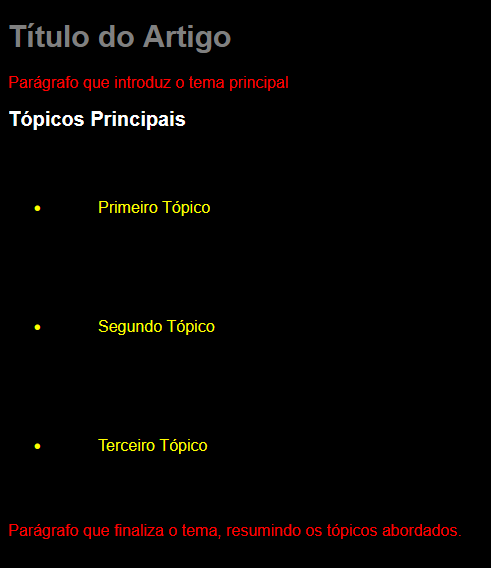 Título do Artigo
Parágrafo que introduz o tema principal
Tópicos Principais
Primeiro Tópico
Segundo Tópico
Terceiro Tópico
Parágrafo que finaliza o tema, resumindo os tópicos abordados.